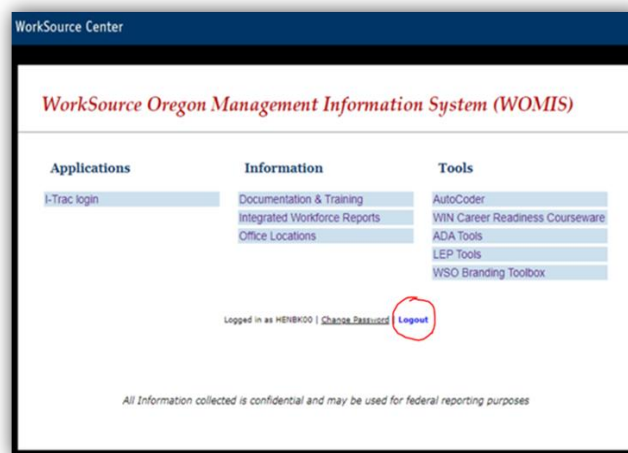 WorkSource Center
WorkSource Oregon Management Information System (WOMIS)
Applications
I-Trac login
Information
Documentation & Training
Integrated Workforce Reports
Office Locations
Tools
AutoCoder
WIN Career Readiness Courseware
ADA Tools
LEP Tools
WSO Branding Toolbox
Logged in as HENBK00 | Change Password | Logout
All Information collected is confidential and may be used for federal reporting purposes